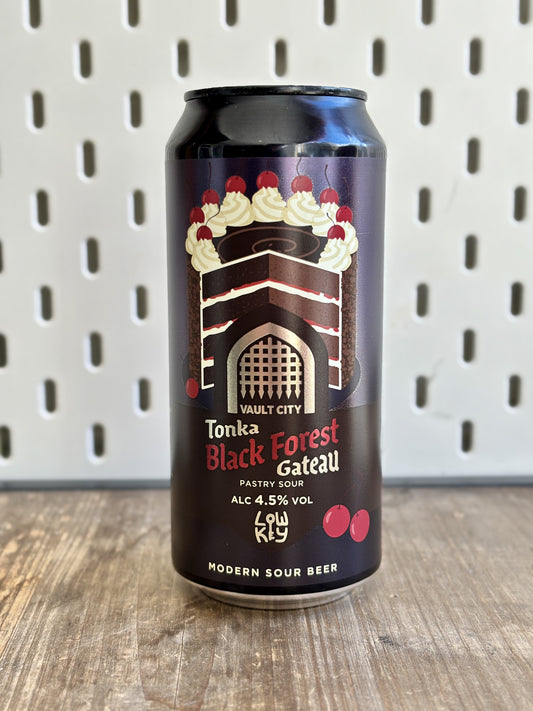 VAULT CITY
Tonka
Black Forest
Gateau
PASTRY SOUR
ALC 4.5% VOL
LOW
KEY
MODERN SOUR BEER